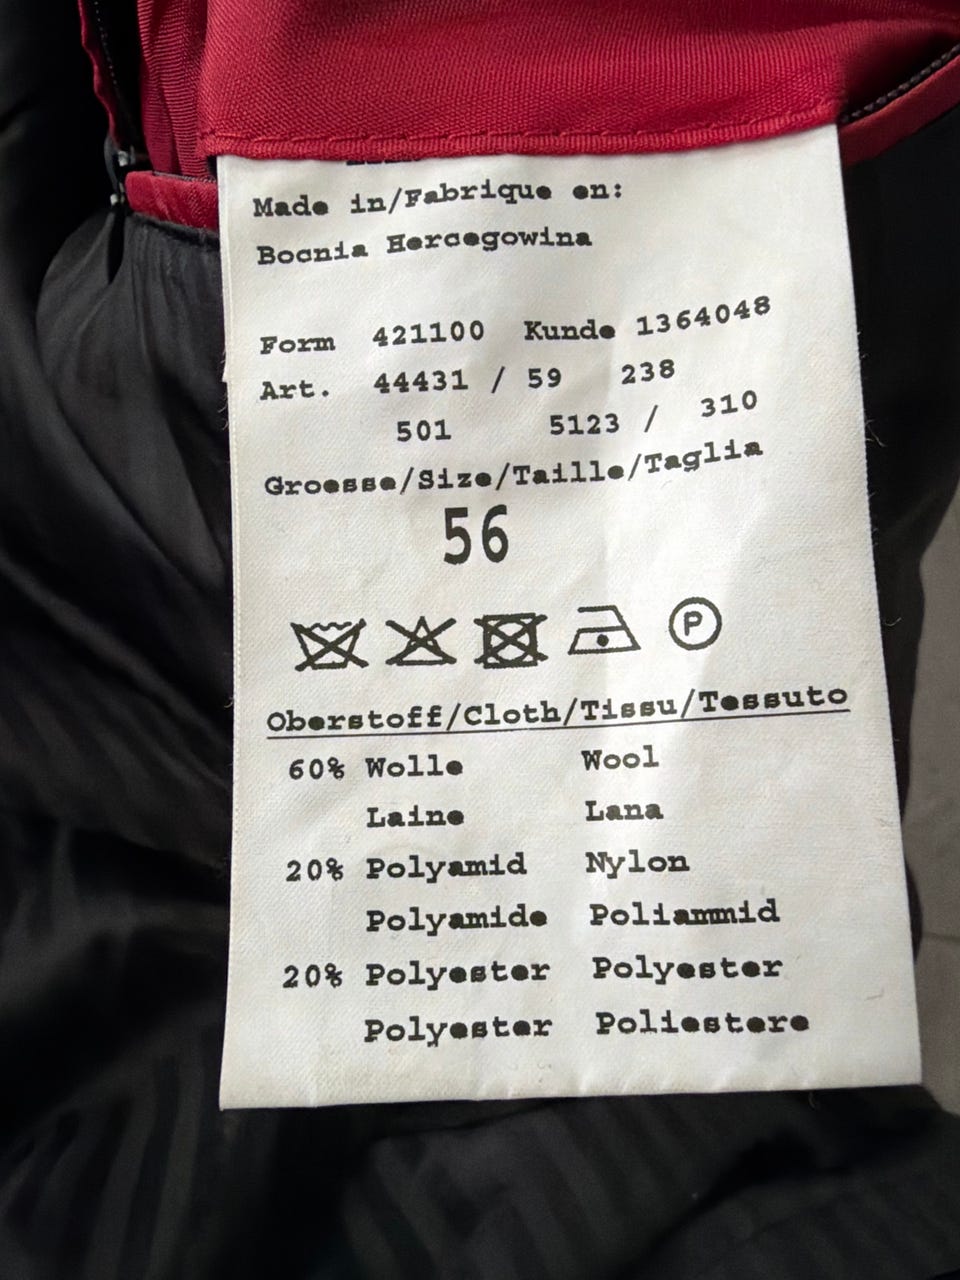 Made in/Fabrique en:
Bocnia Hercegowina
Form 421100 Kunde 1364048
Art. 44431 / 59 238
501 5123 / 310
Groesse/Size/Taille/Taglia
56
P
Oberstoff/Cloth/Tissu/Tessuto
60% Wolle Wool
Laine Lana
20% Polyamid Nylon
Polyamide Poliammid
20% Polyester Polyester
Polyester Poliestere